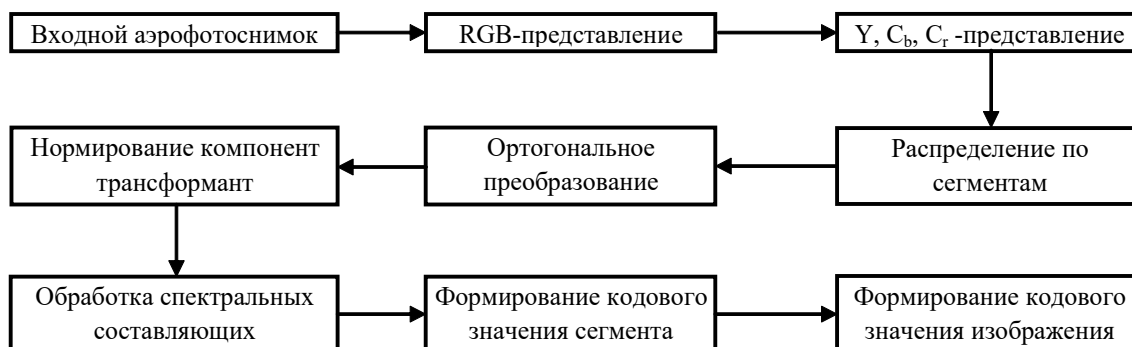 Входной аэрофотоснимок
RGB-представление
Y, Cb, Cr -представление
Нормирование компонент
трансформант
Ортогональное
преобразование
Распределение по
сегментам
Обработка спектральных
составляющих
Формирование кодового
значения сегмента
Формирование кодового
значения изображения